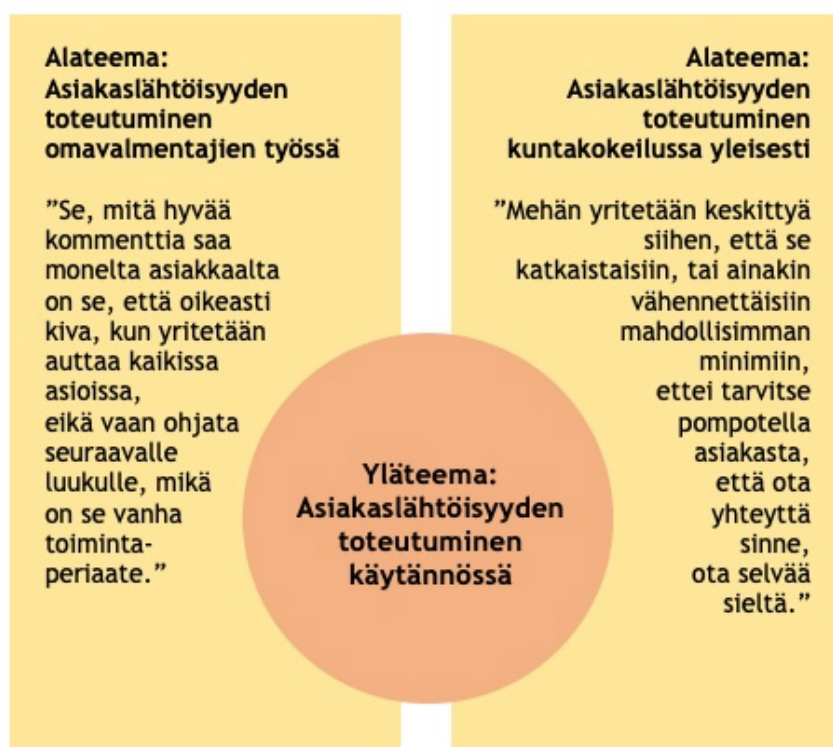 Alateema:
Asiakaslähtöisyyden
toteutuminen
omavalmentajien työssä
”Se, mitä hyvää
kommenttia saa
monelta asiakkaalta
on se, että oikeasti
kiva, kun yritetään
auttaa kaikissa
asioissa,
eikä vaan ohjata
seuraavalle
luukulle, mikä
on se vanha
toiminta-
periaate.”
Alateema:
Asiakaslähtöisyyden
toteutuminen
kuntakokeilussa yleisesti
”Mehän yritetään keskittyä
siihen, että se
katkaistaisiin, tai ainakin
vähennettäisiin
mahdollisimman
minimiin,
ettei tarvitse
pompotella
asiakasta,
että ota
yhteyttä
sinne,
ota selvää
sieltä.”
Yläteema:
Asiakaslähtöisyyden
toteutuminen
käytännössä